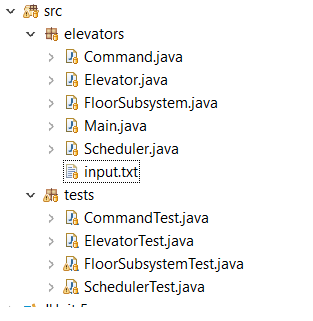 src
elevators
Command.java
Elevator.java
FloorSubsystem.java
Main.java
Scheduler.java
input.txt
tests
CommandTest.java
ElevatorTest.java
FloorSubsystemTest.java
SchedulerTest.java